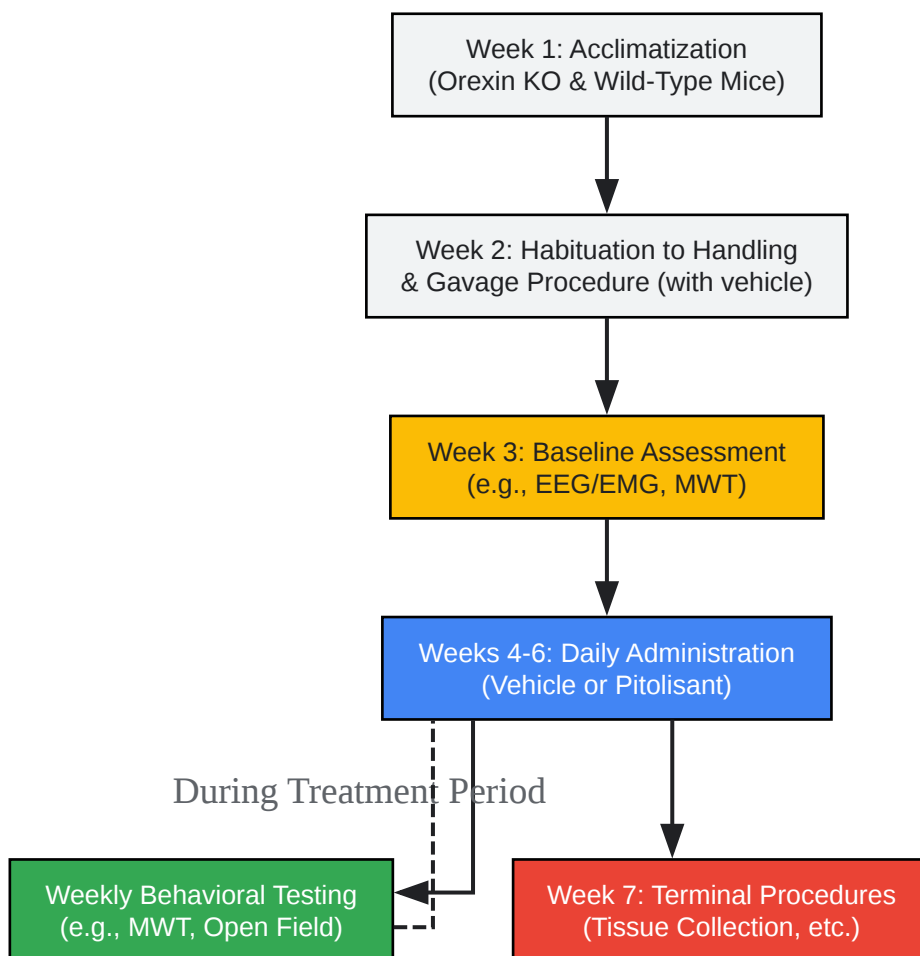 Week 1: Acclimatization
(Orexin KO & Wild-Type Mice)
Week 2: Habituation to Handling
& Gavage Procedure (with vehicle)
Week 3: Baseline Assessment
(e.g., EEG/EMG, MWT)
Weeks 4-6: Daily Administration
(Vehicle or Pitolisant)
During Treatment Period
Weekly Behavioral Testing
(e.g., MWT, Open Field)
Week 7: Terminal Procedures
(Tissue Collection, etc.)